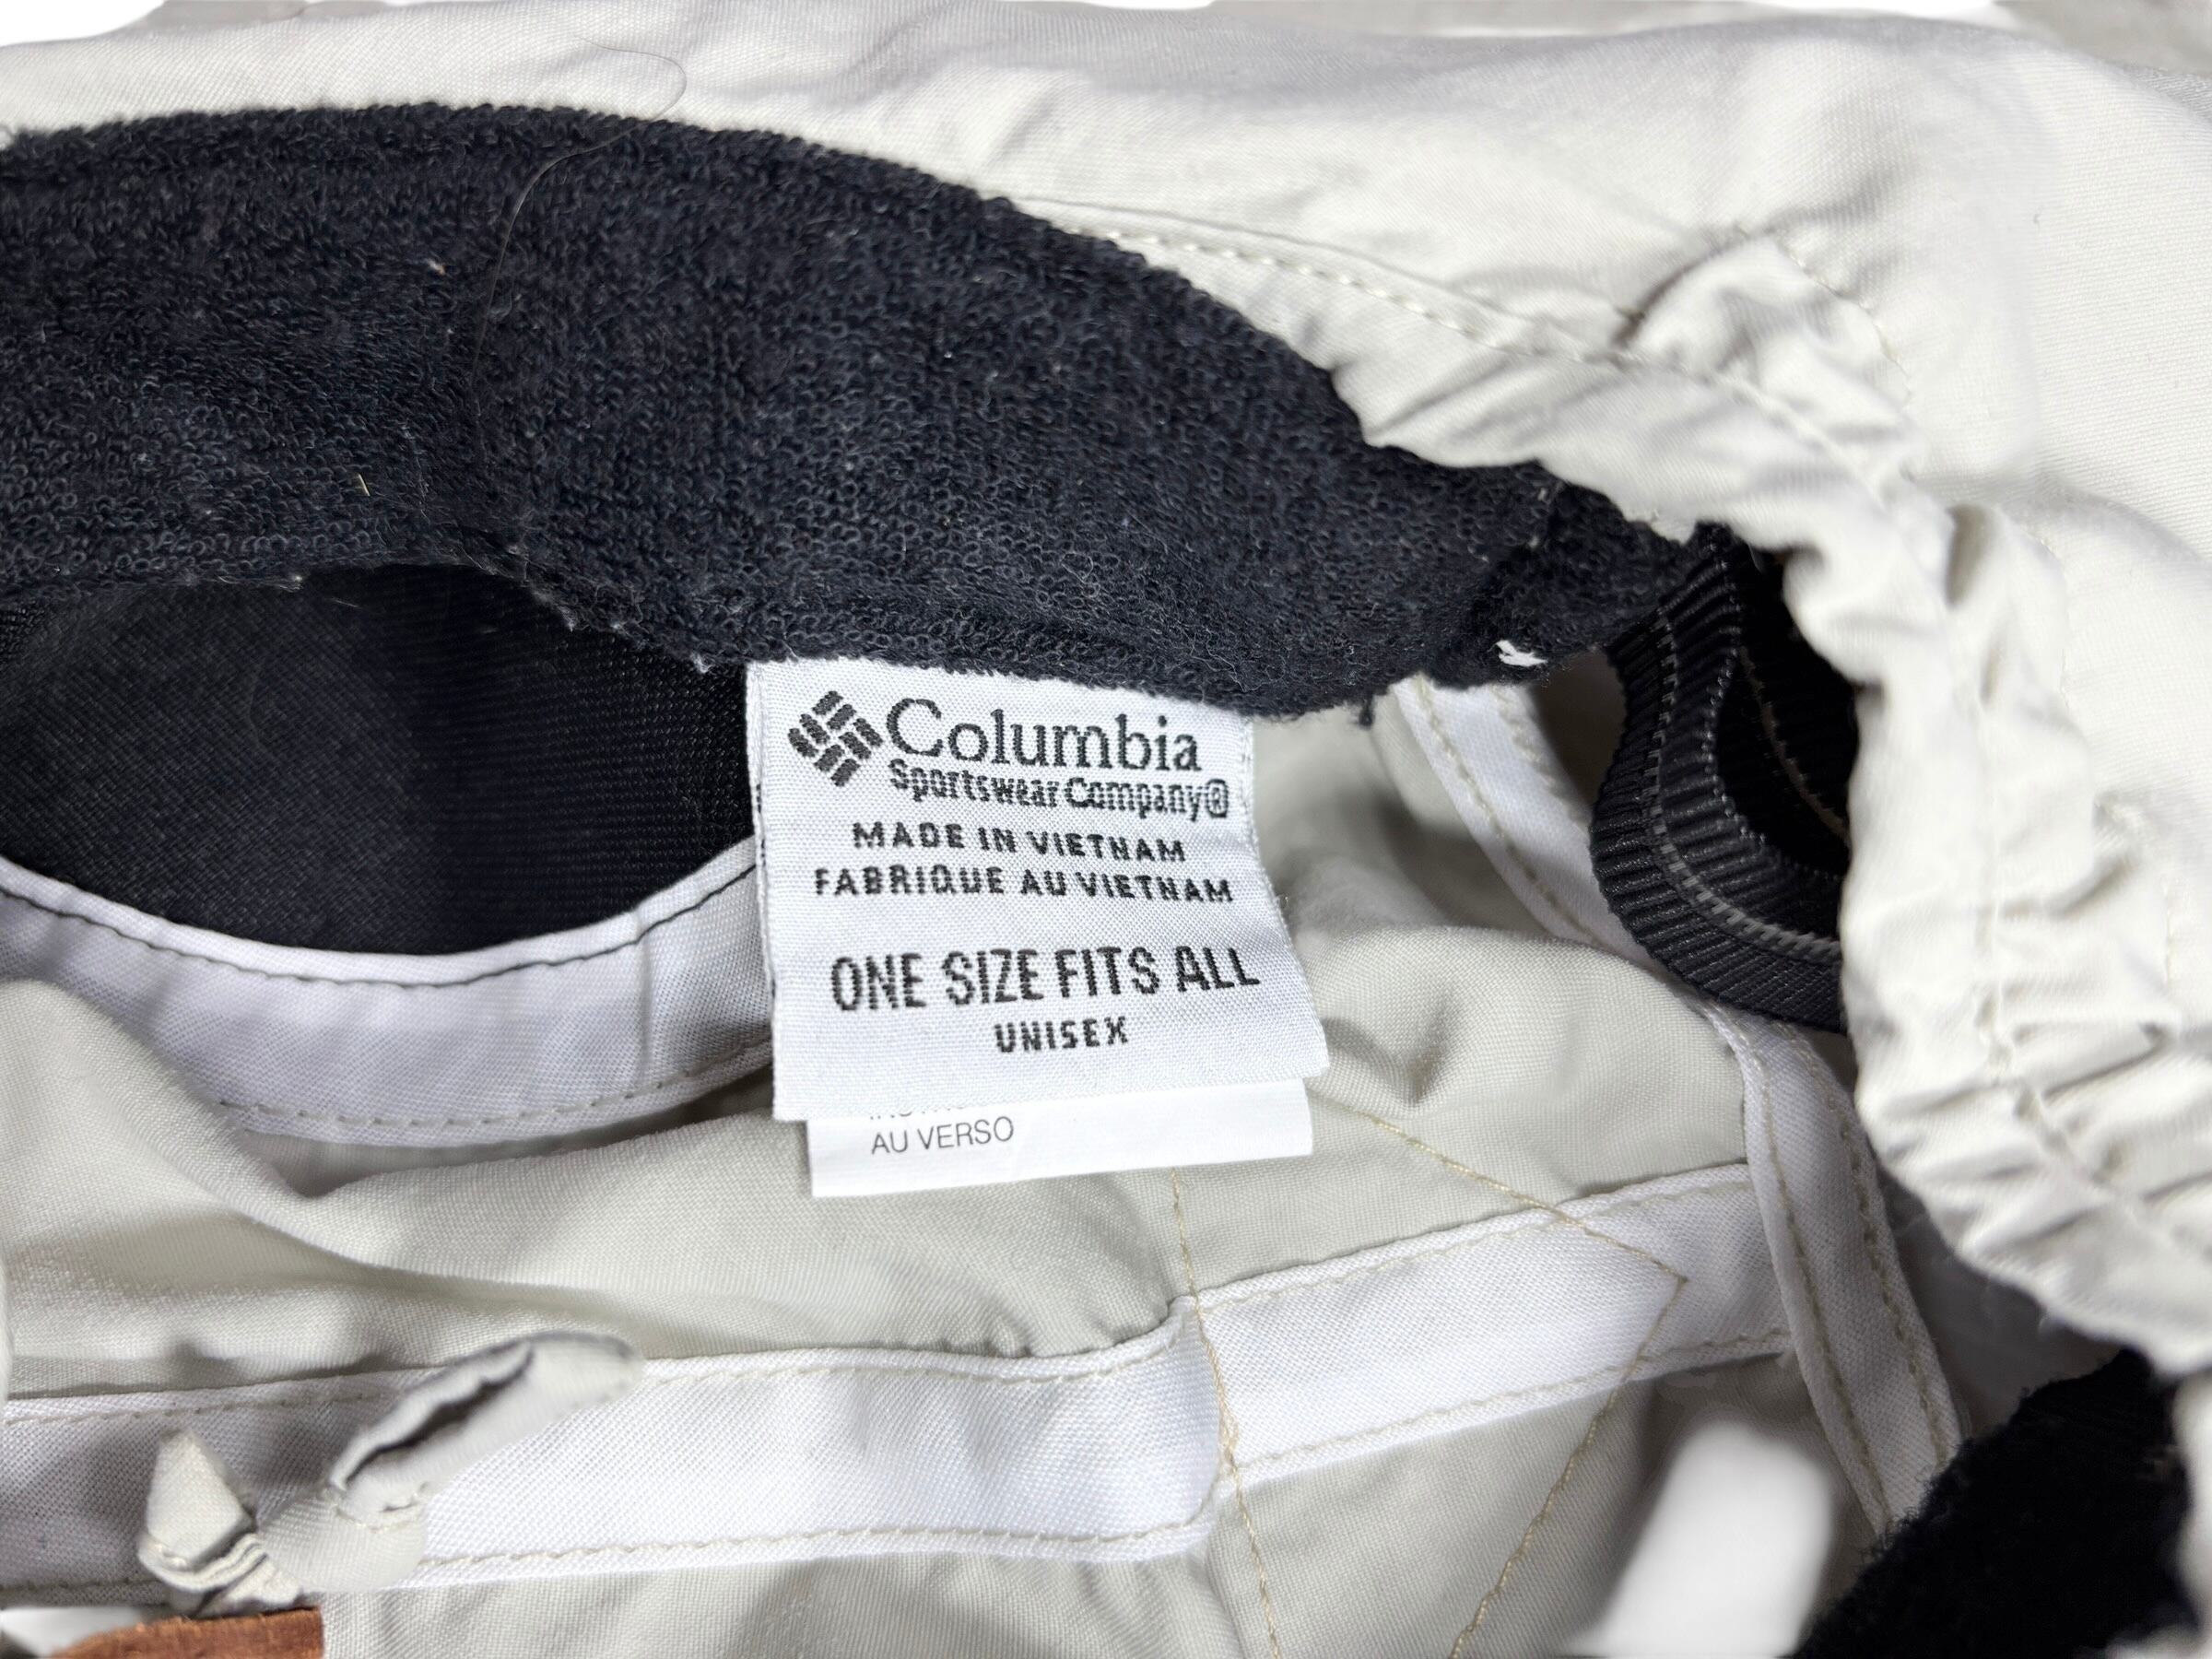 Columbia
Sportswear Company®
MADE IN VIETNAM
FABRIQUE AU VIETNAM
ONE SIZE FITS ALL
UNISEX
AU VERSO